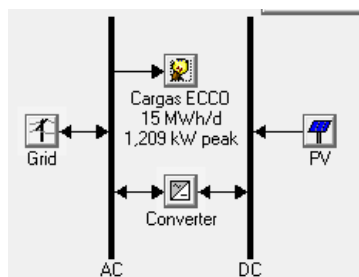 Cargas ECCO
15 MWh/d
1,209 kW peak
Grid
PV
Converter
AC
DC